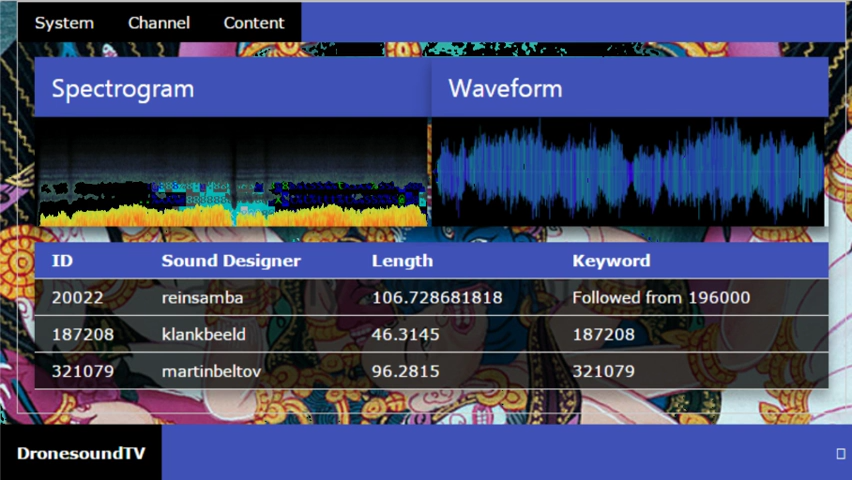 System Channel Content
Spectrogram Waveform
ID Sound Designer Length Keyword
20022 reinsamba 106.728681818 Followed from 196000
187208 klankbeeld 46.3145 187208
321079 martinbeltov 96.2815 321079
DronesoundTV